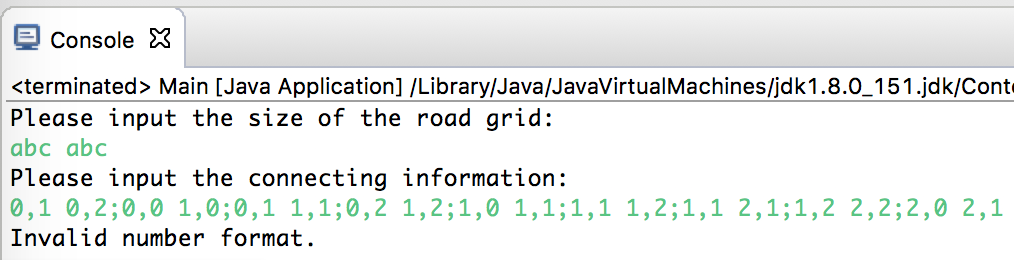 Console
<terminated> Main [Java Application] /Library/Java/JavaVirtualMachines/jdk1.8.0_151.jdk/Conte
Please input the size of the road grid:
abc abc
Please input the connecting information:
0,1 0,2;0,0 1,0;0,1 1,1;0,2 1,2;1,0 1,1;1,1 1,2;1,1 2,1;1,2 2,2;2,0 2,1
Invalid number format.